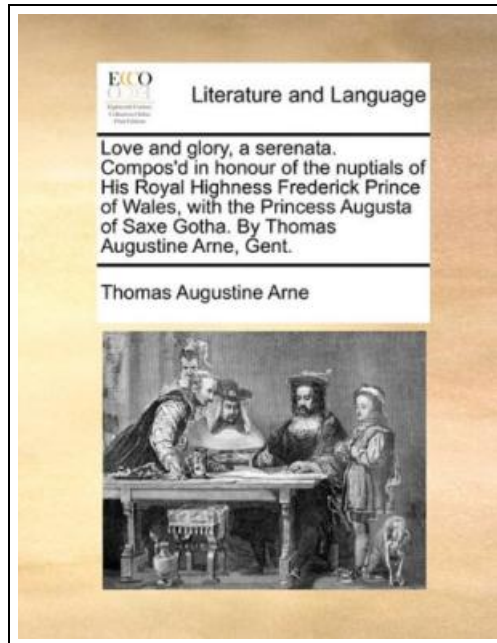 ECCO
Literature and Language
Love and glory, a serenata.
Compos'd in honour of the nuptials of
His Royal Highness Frederick Prince
of Wales, with the Princess Augusta
of Saxe Gotha. By Thomas
Augustine Arne, Gent.
Thomas Augustine Arne